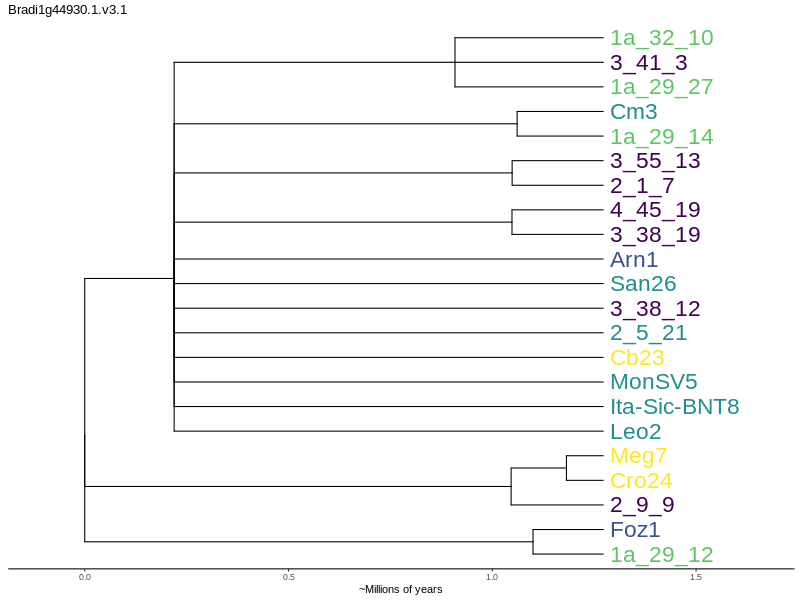 Bradi1g44930.1.v3.1
1a_32_10
3_41_3
1a_29_27
Cm3
1a_29_14
3_55_13
2_1_7
4_45_19
3_38_19
Arn1
San26
3_38_12
2_5_21
Cb23
MonSV5
Ita-Sic-BNT8
Leo2
Meg7
Cro24
2_9_9
Foz1
1a_29_12
0.0 0.5 1.0 1.5
~Millions of years